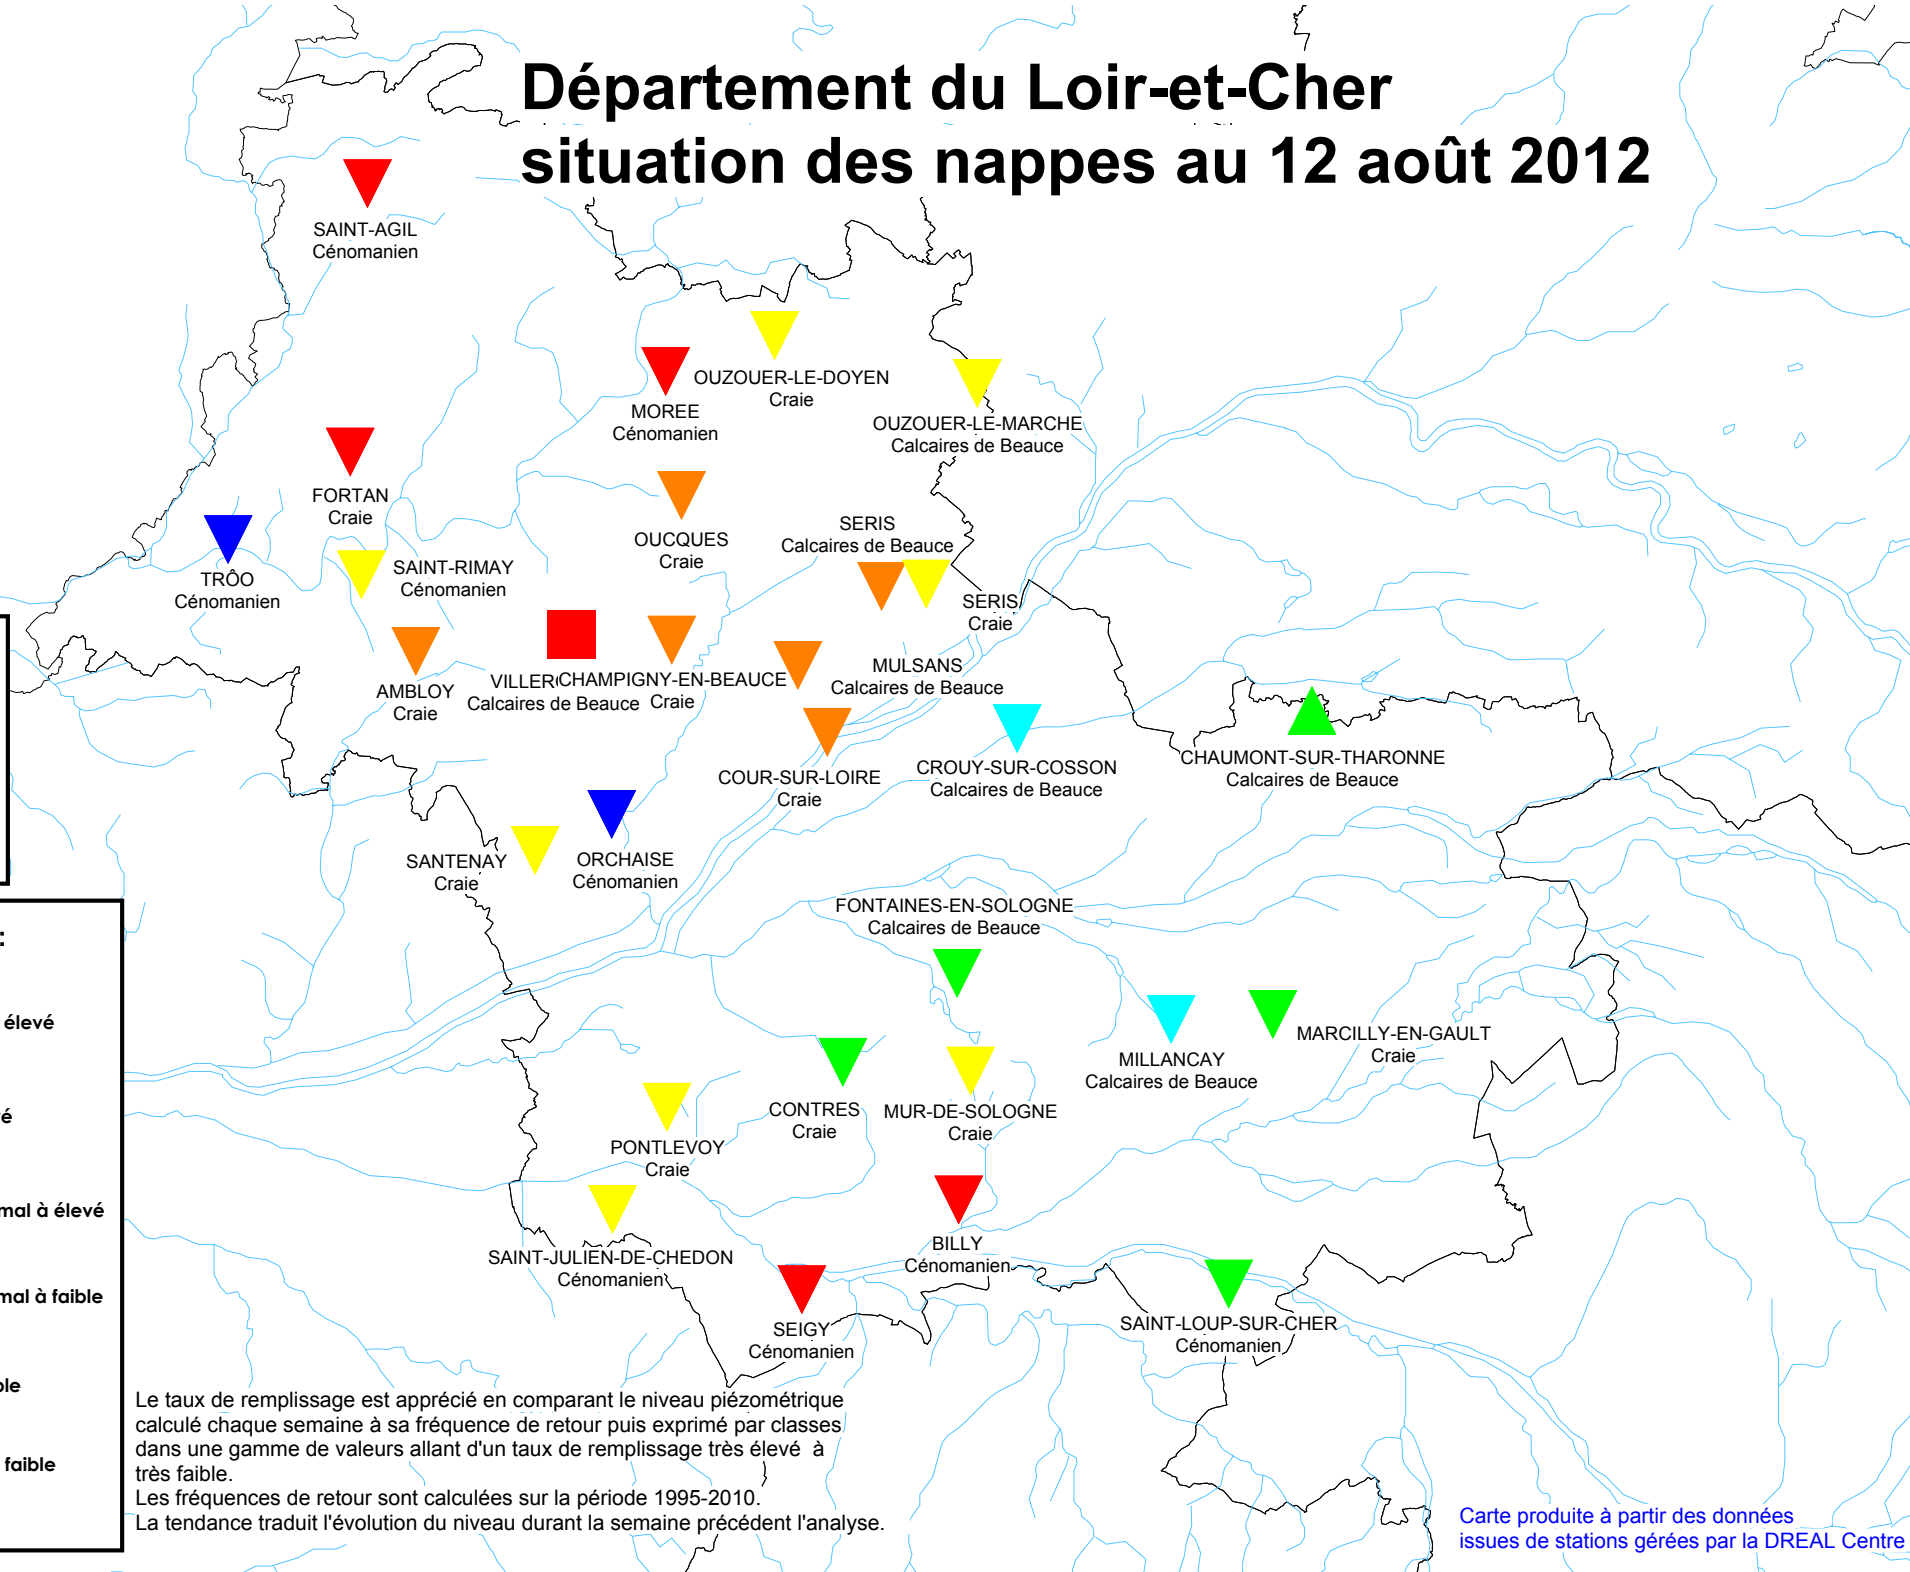 Département du Loir-et-Cher
situation des nappes au 12 août 2012
SAINT-AGIL
Cénomanien
OUZOUER-LE-DOYEN
Craie
MOREE
Cénomanien
OUZOUER-LE-MARCHE
Calcaires de Beauce
FORTAN
Craie
OUCQUES
Craie
SERIS
Calcaires de Beauce
TRÔO
Cénomanien
SAINT-RIMAY
Cénomanien
SERIS
Craie
AMBLOY
Craie
VILLER
Calcaires de Beauce
CHAMPIGNY-EN-BEAUCE
Craie
MULSANS
Calcaires de Beauce
COUR-SUR-LOIRE
Craie
CROUY-SUR-COSSON
Calcaires de Beauce
CHAUMONT-SUR-THARONNE
Calcaires de Beauce
SANTENAY
Craie
ORCHAISE
Cénomanien
FONTAINES-EN-SOLOGNE
Calcaires de Beauce
MARCILLY-EN-GAULT
Craie
MILLANCAY
Calcaires de Beauce
CONTRES
Craie
MUR-DE-SOLOGNE
Craie
PONTLEVOY
Craie
SAINT-JULIEN-DE-CHEDON
Cénomanien
BILLY
Cénomanien
SEIGY
Cénomanien
SAINT-LOUP-SUR-CHER
Cénomanien
:
élevé
é
mal à élevé
mal à faible
ble
faible
Le taux de remplissage est apprécié en comparant le niveau piézométrique
calculé chaque semaine à sa fréquence de retour puis exprimé par classes
dans une gamme de valeurs allant d'un taux de remplissage très élevé à
très faible.
Les fréquences de retour sont calculées sur la période 1995-2010.
La tendance traduit l'évolution du niveau durant la semaine précédent l'analyse.
Carte produite à partir des données
issues de stations gérées par la DREAL Centre